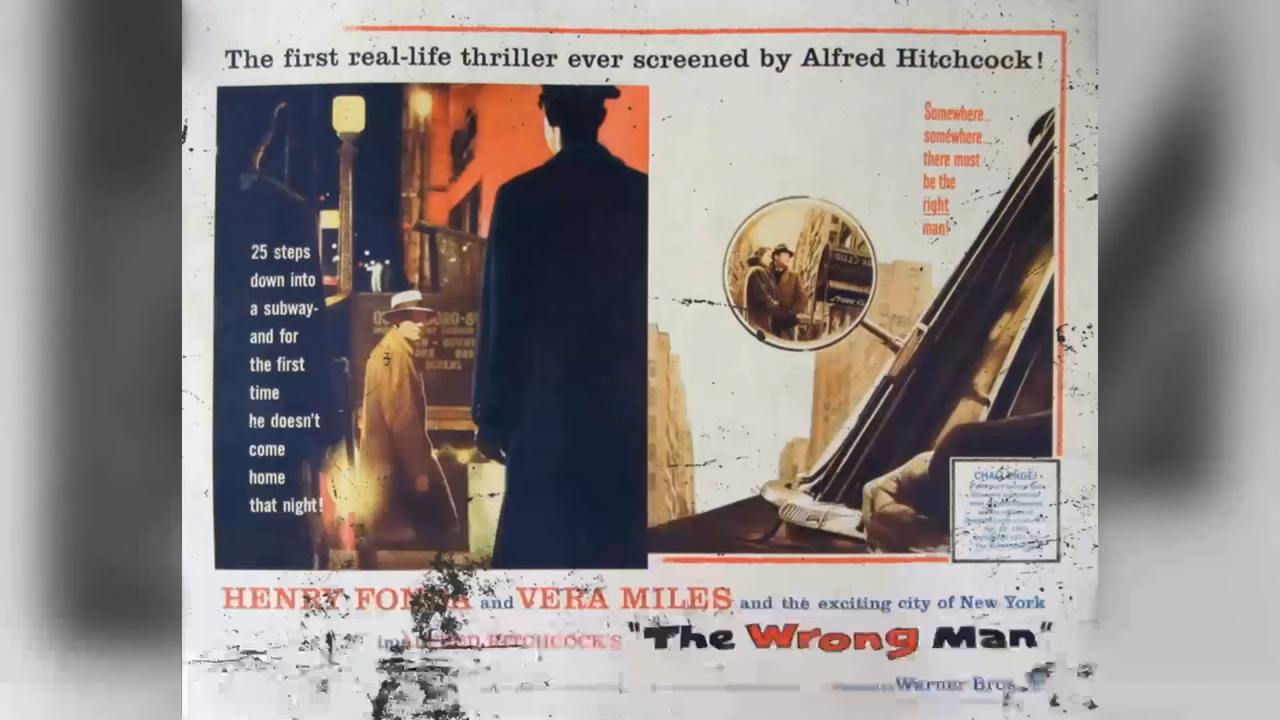 The first real-life thriller ever screened by Alfred Hitchcock!
25 steps
down into
a subway-
and for
the first
time
he doesn't
come
home
that night!
Somewhere...
somewhere...
there must
be the
right
man!
CHALLENGE!
HENRY FONDA and VERA MILES and the exciting city of New York
in ALFRED HITCHCOCK'S "The Wrong Man"
Warner Bros.